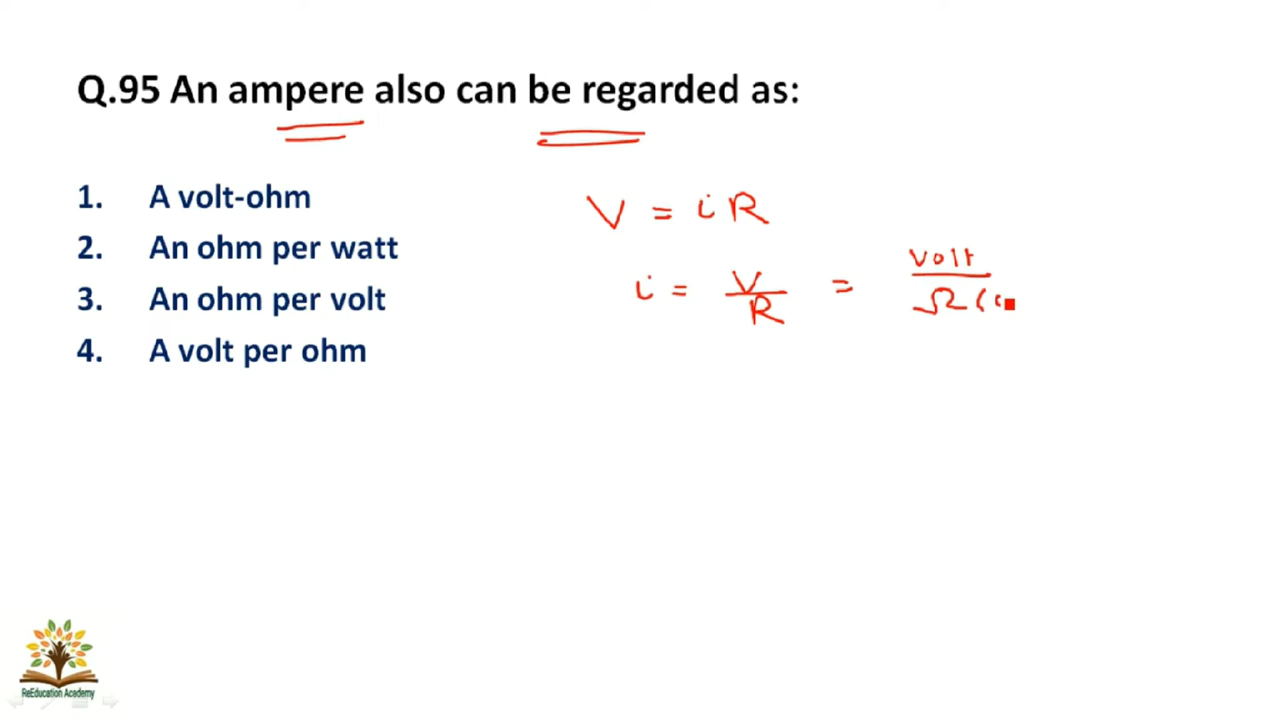 Q.95 An ampere also can be regarded as:
1. A volt-ohm
2. An ohm per watt
3. An ohm per volt
4. A volt per ohm
V = iR
i = V/R = volt/Ω (
ReEducation Academy